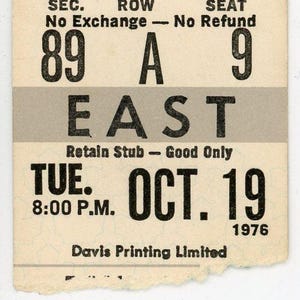 SEC. ROW SEAT
No Exchange — No Refund
89 A 9
EAST
Retain Stub — Good Only
TUE. OCT. 19
8:00 P.M.
1976
Davis Printing Limited